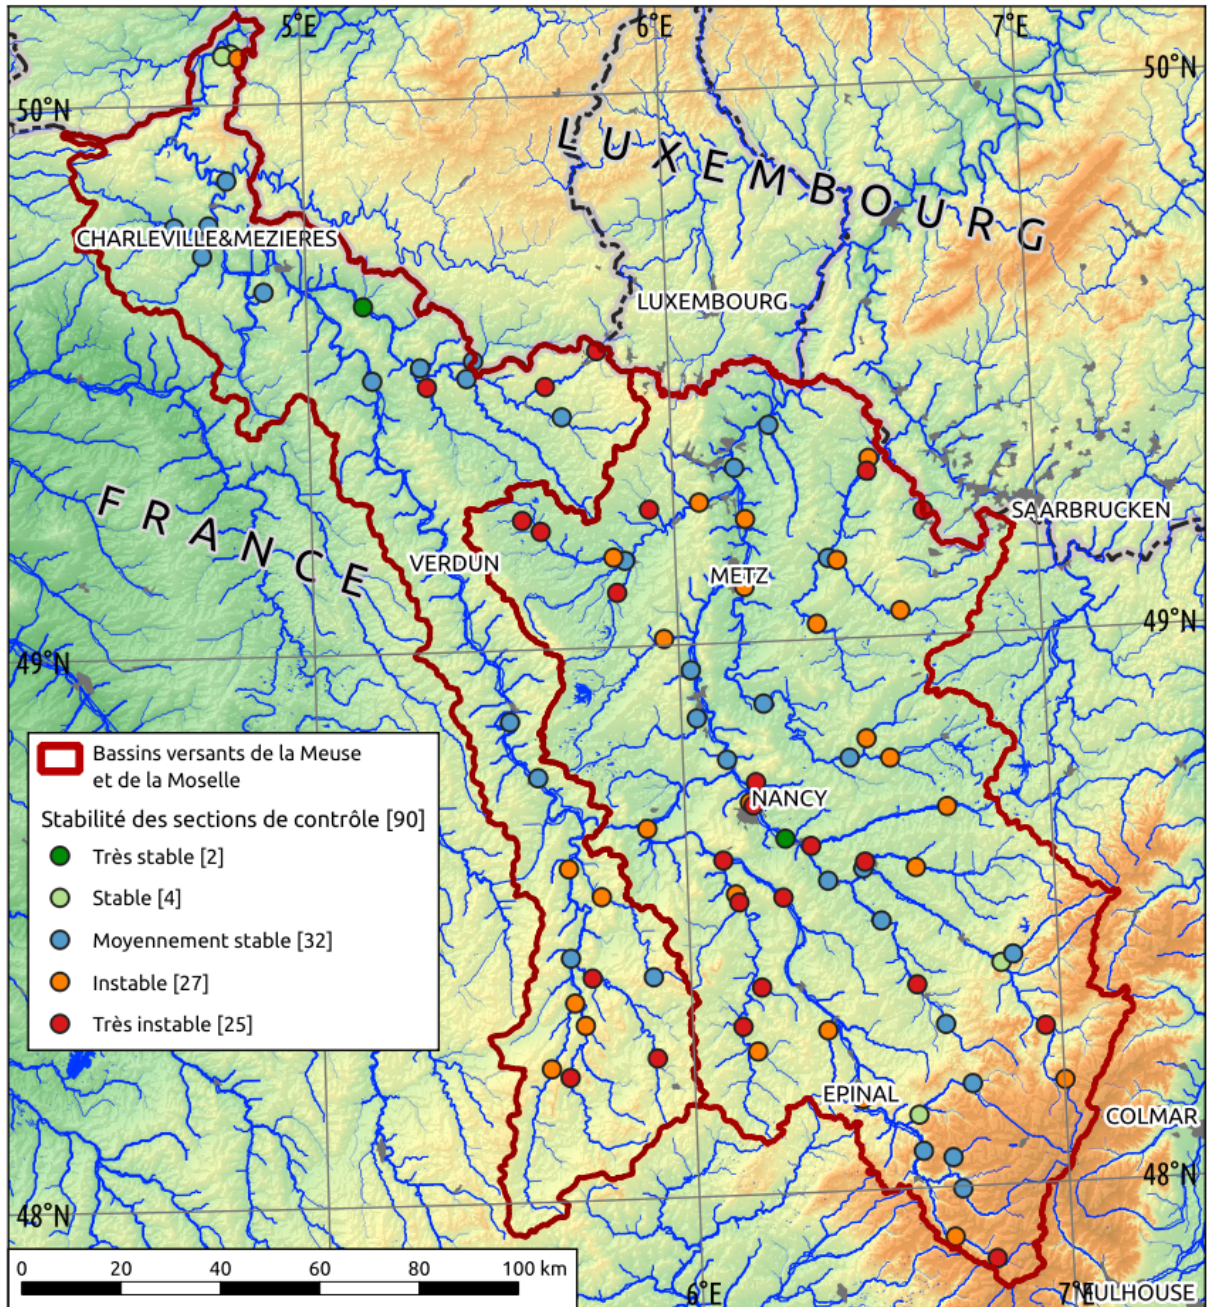 5°E
6°E
7°E
50°N
50°N
LUXEMBOURG
CHARLEVILLE&MEZIERES
LUXEMBOURG
FRANCE
SAARBRUCKEN
VERDUN
METZ
49°N
49°N
Bassins versants de la Meuse
et de la Moselle
Stabilité des sections de contrôle [90]
Très stable [2]
Stable [4]
Moyennement stable [32]
Instable [27]
Très instable [25]
NANCY
EPINAL
COLMAR
48°N
48°N
0 20 40 60 80 100 km
6°E
7°E
MULHOUSE